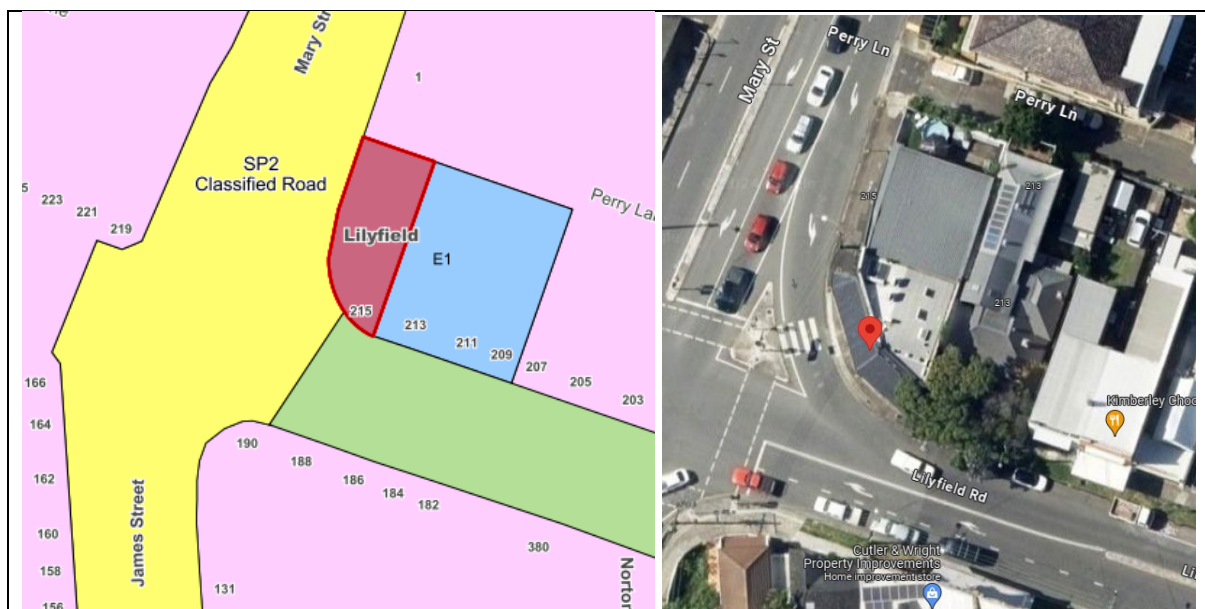 Mary Str
1
SP2
Classified Road
5
223
221
219
Lilyfield
E1
Perry La
215
213
211
209
207
205
203
166
164
162
160
158
156
190
188
186
184
182
380
James Street
131
Norton
Perry Ln
Mary St
Perry Ln
215
213
213
Kimberley Choc
Lilyfield Rd
Cutler & Wright
Property Improvements
Home improvement store
Li